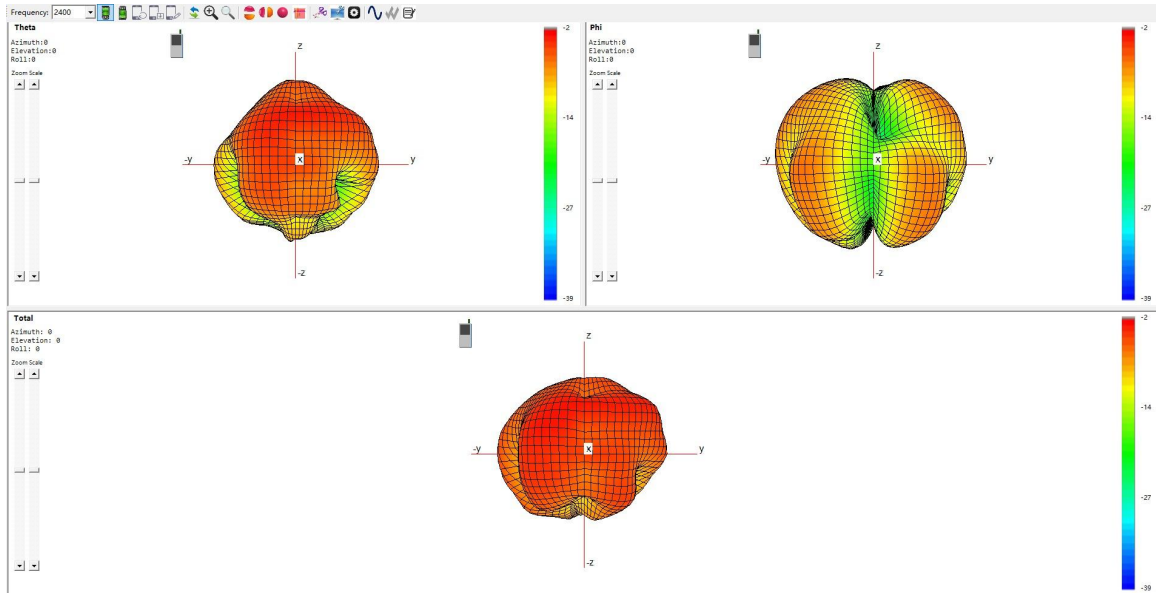 Frequency: 2400
Theta
Azimuth:0
Elevation:0
Roll:0
Zoom Scale
z
-y
x
y
-z
-2
-14
-27
-39
Phi
Azimuth:0
Elevation:0
Roll:0
Zoom Scale
z
-y
x
y
-z
-2
-14
-27
-39
Total
Azimuth: 0
Elevation: 0
Roll: 0
Zoom Scale
z
-y
x
y
-z
-2
-14
-27
-39